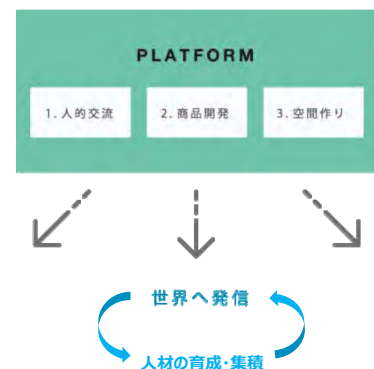 PLATFORM
1.人的交流
2.商品開発
3.空間作り
世界へ発信
人材の育成・集積